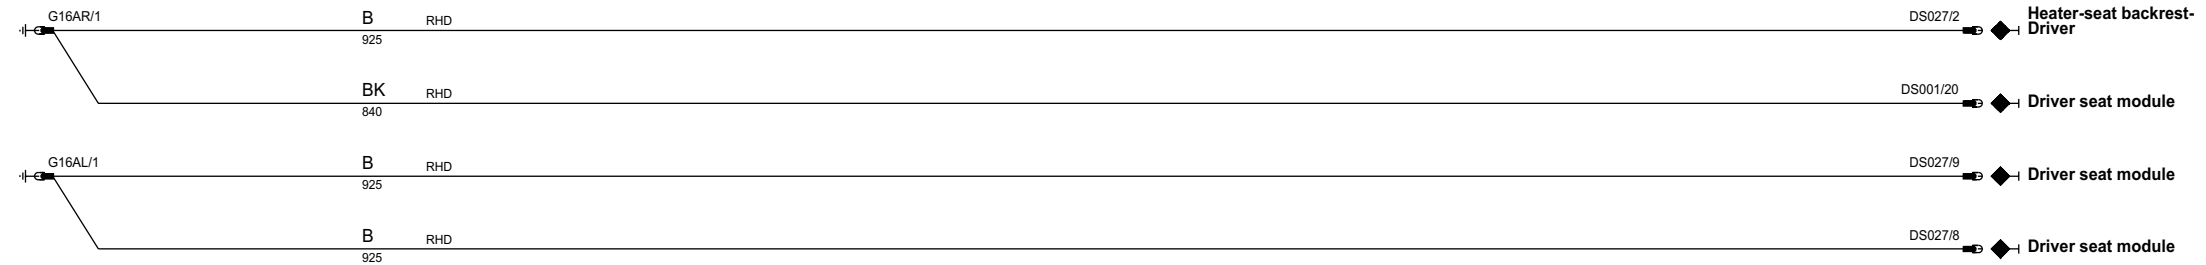 G16AR/1 B RHD DS027/2 Heater-seat backrest-
925 Driver
BK RHD DS001/20 Driver seat module
840
G16AL/1 B RHD DS027/9 Driver seat module
925
B RHD DS027/8 Driver seat module
925